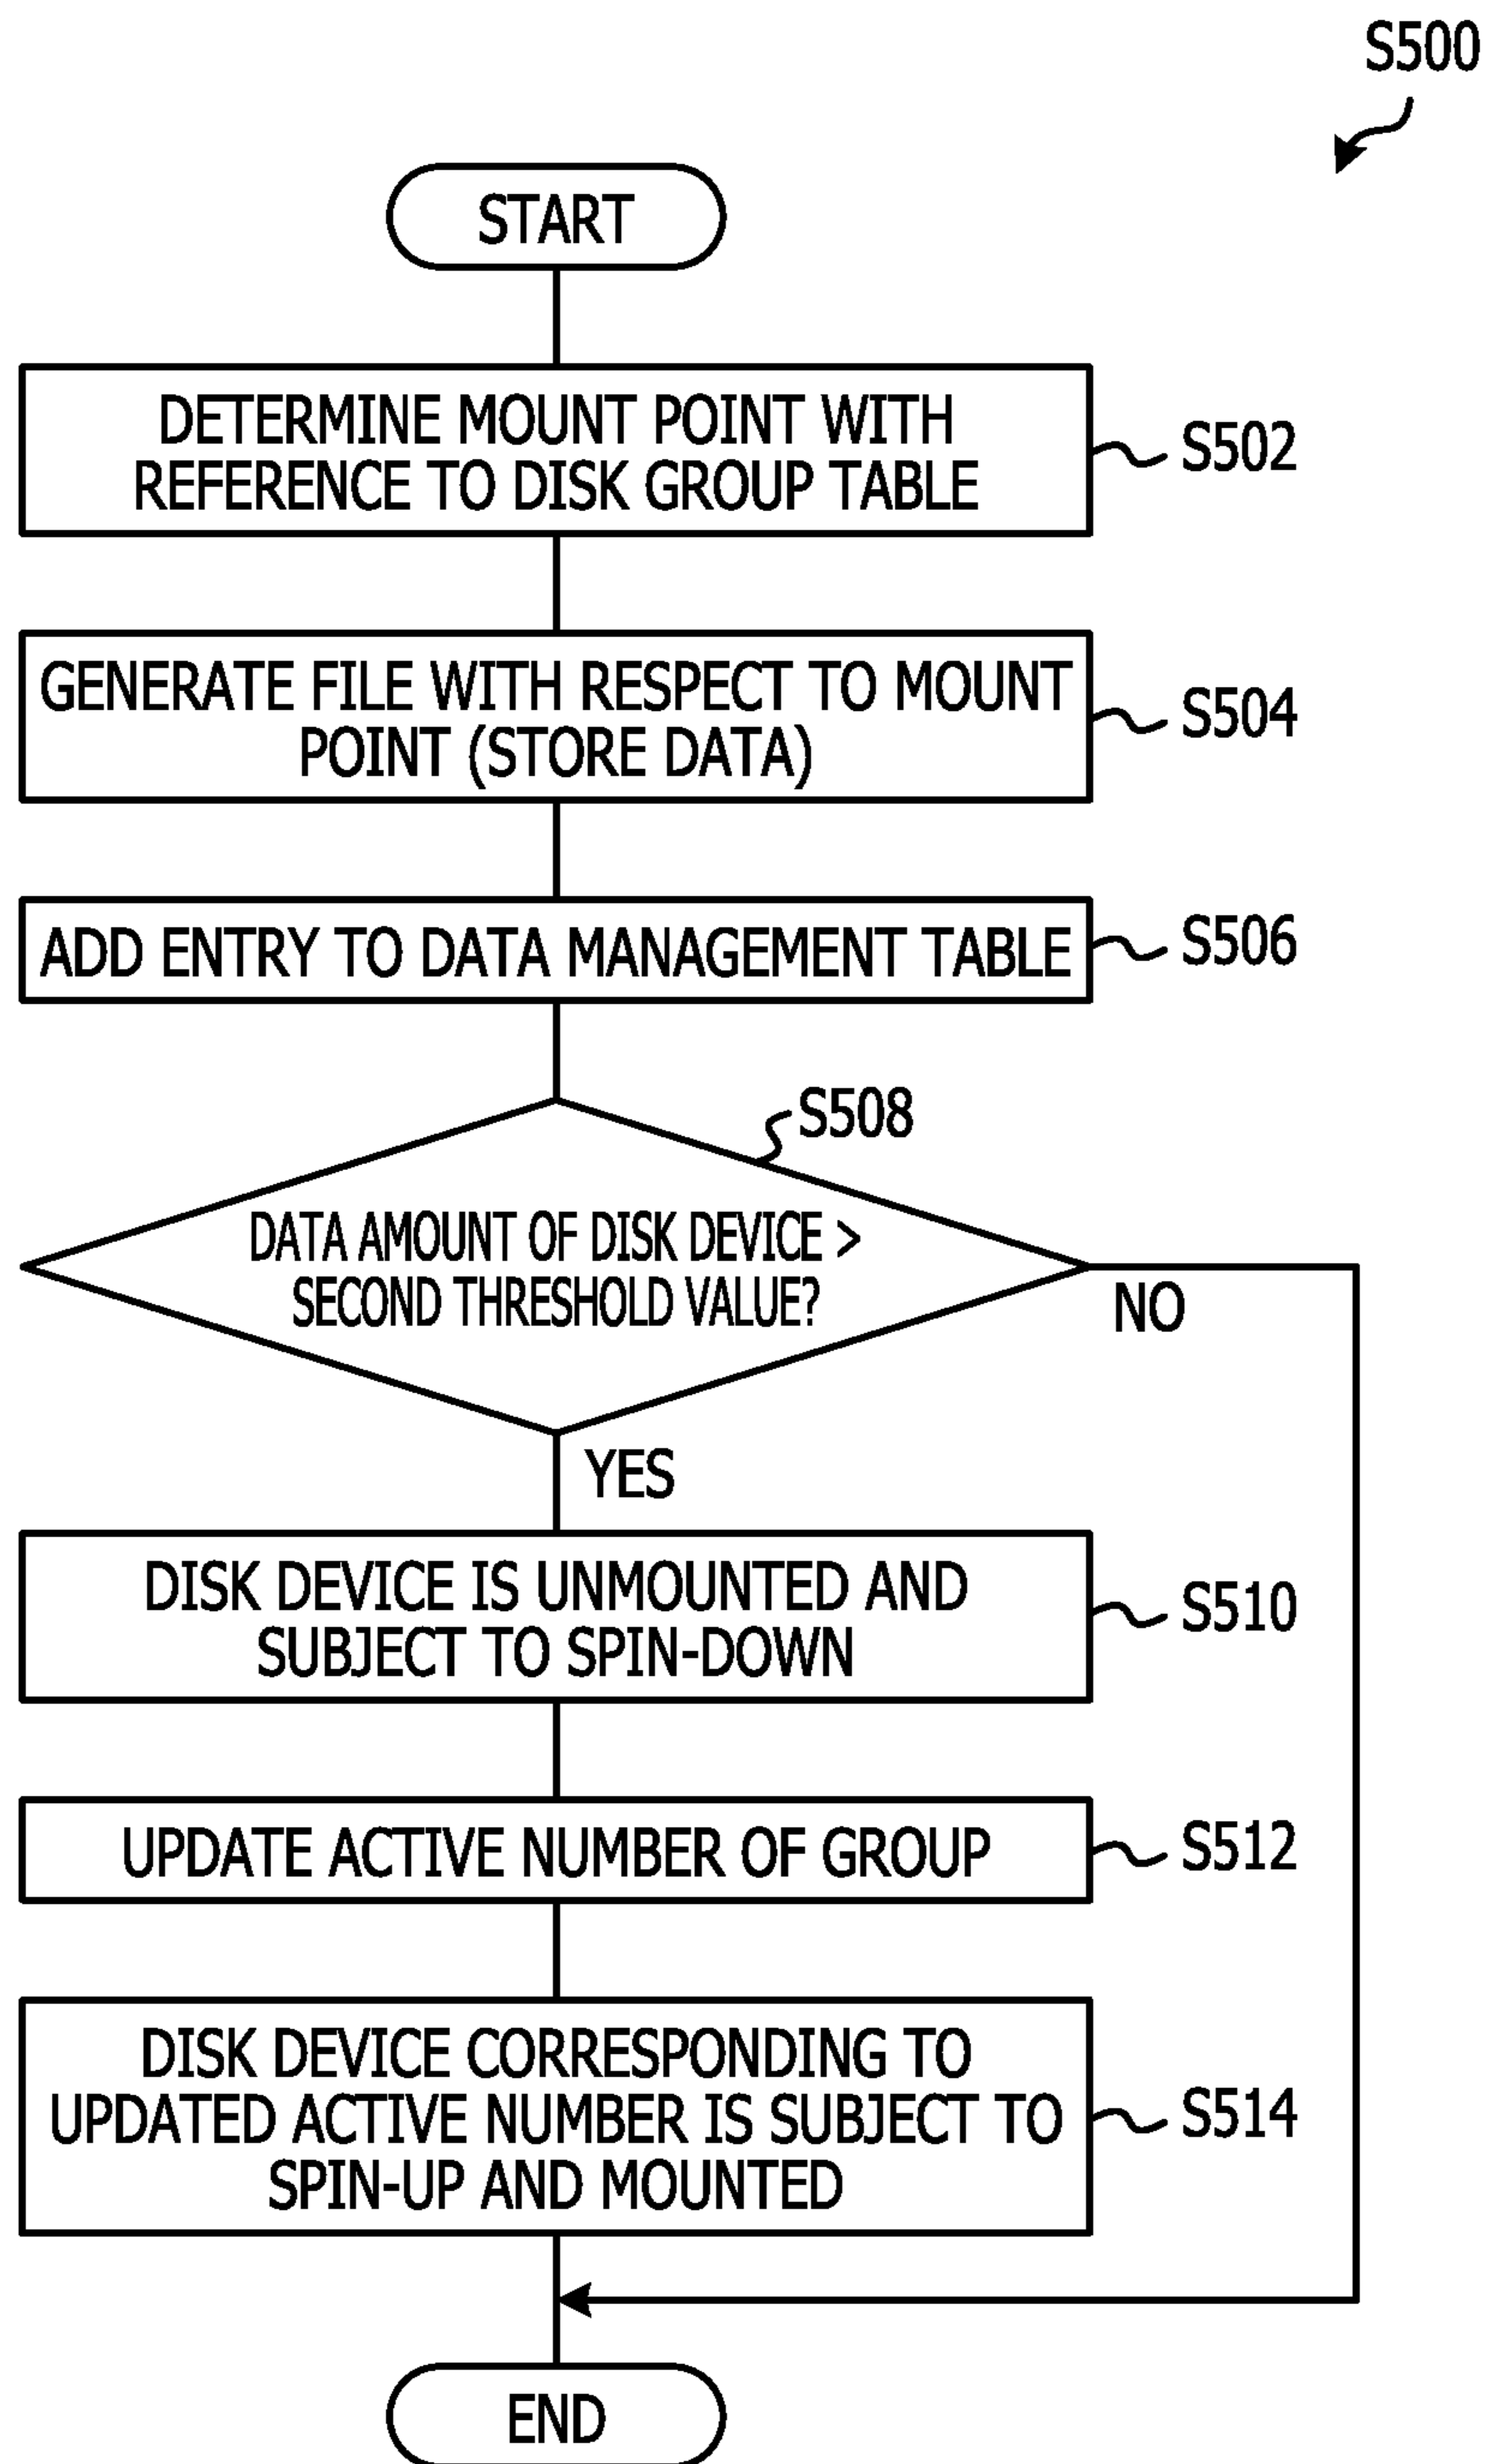 S500
START
DETERMINE MOUNT POINT WITH
REFERENCE TO DISK GROUP TABLE
S502
GENERATE FILE WITH RESPECT TO MOUNT
POINT (STORE DATA)
S504
ADD ENTRY TO DATA MANAGEMENT TABLE
S506
S508
DATA AMOUNT OF DISK DEVICE >
SECOND THRESHOLD VALUE?
NO
YES
DISK DEVICE IS UNMOUNTED AND
SUBJECT TO SPIN-DOWN
S510
UPDATE ACTIVE NUMBER OF GROUP
S512
DISK DEVICE CORRESPONDING TO
UPDATED ACTIVE NUMBER IS SUBJECT TO
SPIN-UP AND MOUNTED
S514
END